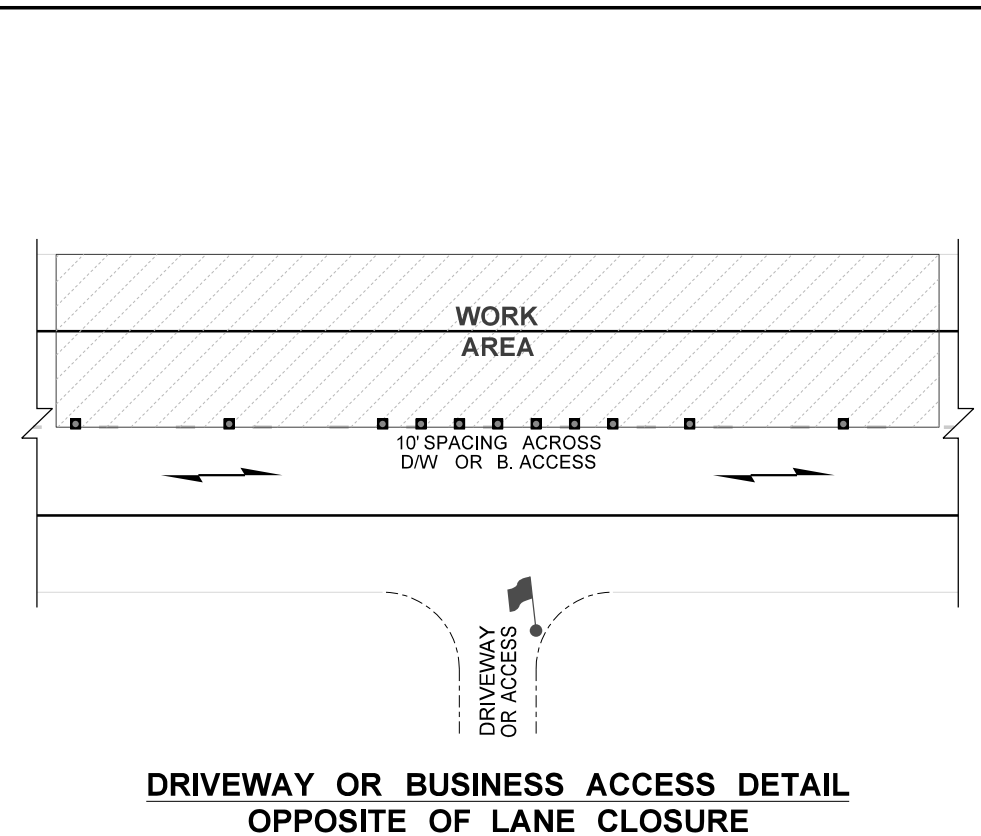 WORK
AREA
10' SPACING ACROSS
D/W OR B. ACCESS
DRIVEWAY
OR ACCESS
DRIVEWAY OR BUSINESS ACCESS DETAIL
OPPOSITE OF LANE CLOSURE